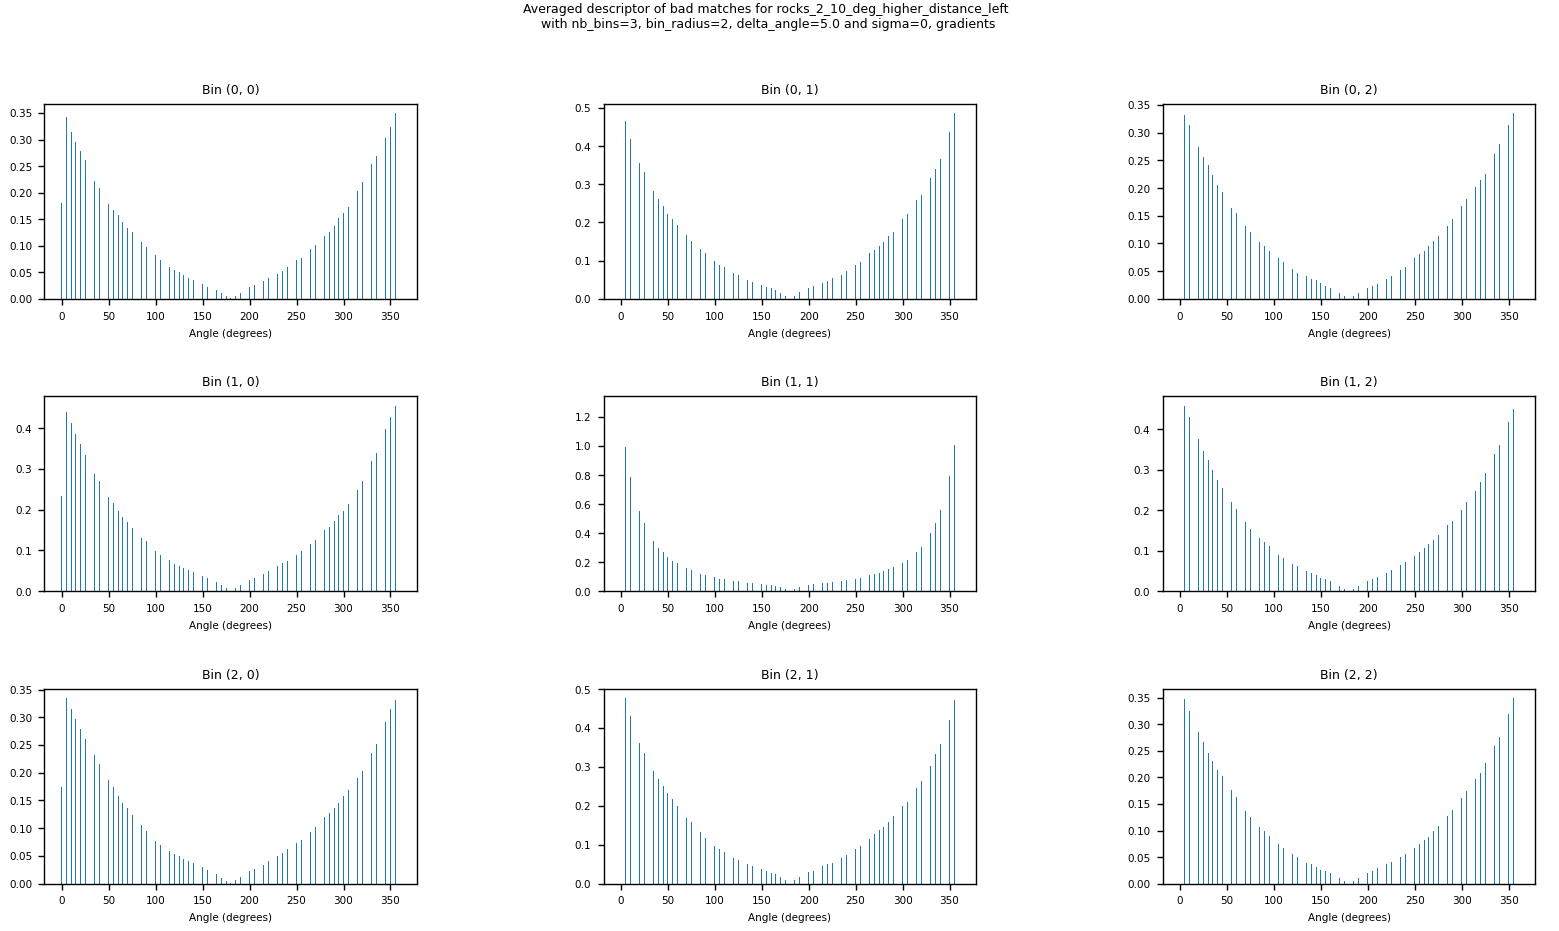 Averaged descriptor of bad matches for rocks_2_10_deg_higher_distance_left
with nb_bins=3, bin_radius=2, delta_angle=5.0 and sigma=0, gradients
Bin (0, 0)
0.35
0.30
0.25
0.20
0.15
0.10
0.05
0.00
0 50 100 150 200 250 300 350
Angle (degrees)
Bin (0, 1)
0.5
0.4
0.3
0.2
0.1
0.0
0 50 100 150 200 250 300 350
Angle (degrees)
Bin (0, 2)
0.35
0.30
0.25
0.20
0.15
0.10
0.05
0.00
0 50 100 150 200 250 300 350
Angle (degrees)
Bin (1, 0)
0.4
0.3
0.2
0.1
0.0
0 50 100 150 200 250 300 350
Angle (degrees)
Bin (1, 1)
1.2
1.0
0.8
0.6
0.4
0.2
0.0
0 50 100 150 200 250 300 350
Angle (degrees)
Bin (1, 2)
0.4
0.3
0.2
0.1
0.0
0 50 100 150 200 250 300 350
Angle (degrees)
Bin (2, 0)
0.35
0.30
0.25
0.20
0.15
0.10
0.05
0.00
0 50 100 150 200 250 300 350
Angle (degrees)
Bin (2, 1)
0.5
0.4
0.3
0.2
0.1
0.0
0 50 100 150 200 250 300 350
Angle (degrees)
Bin (2, 2)
0.35
0.30
0.25
0.20
0.15
0.10
0.05
0.00
0 50 100 150 200 250 300 350
Angle (degrees)